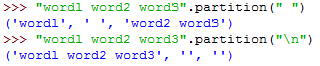 >>> "word1 word2 word3".partition(" ")
('word1', ' ', 'word2 word3')
>>> "word1 word2 word3".partition("\n")
('word1 word2 word3', '', '')